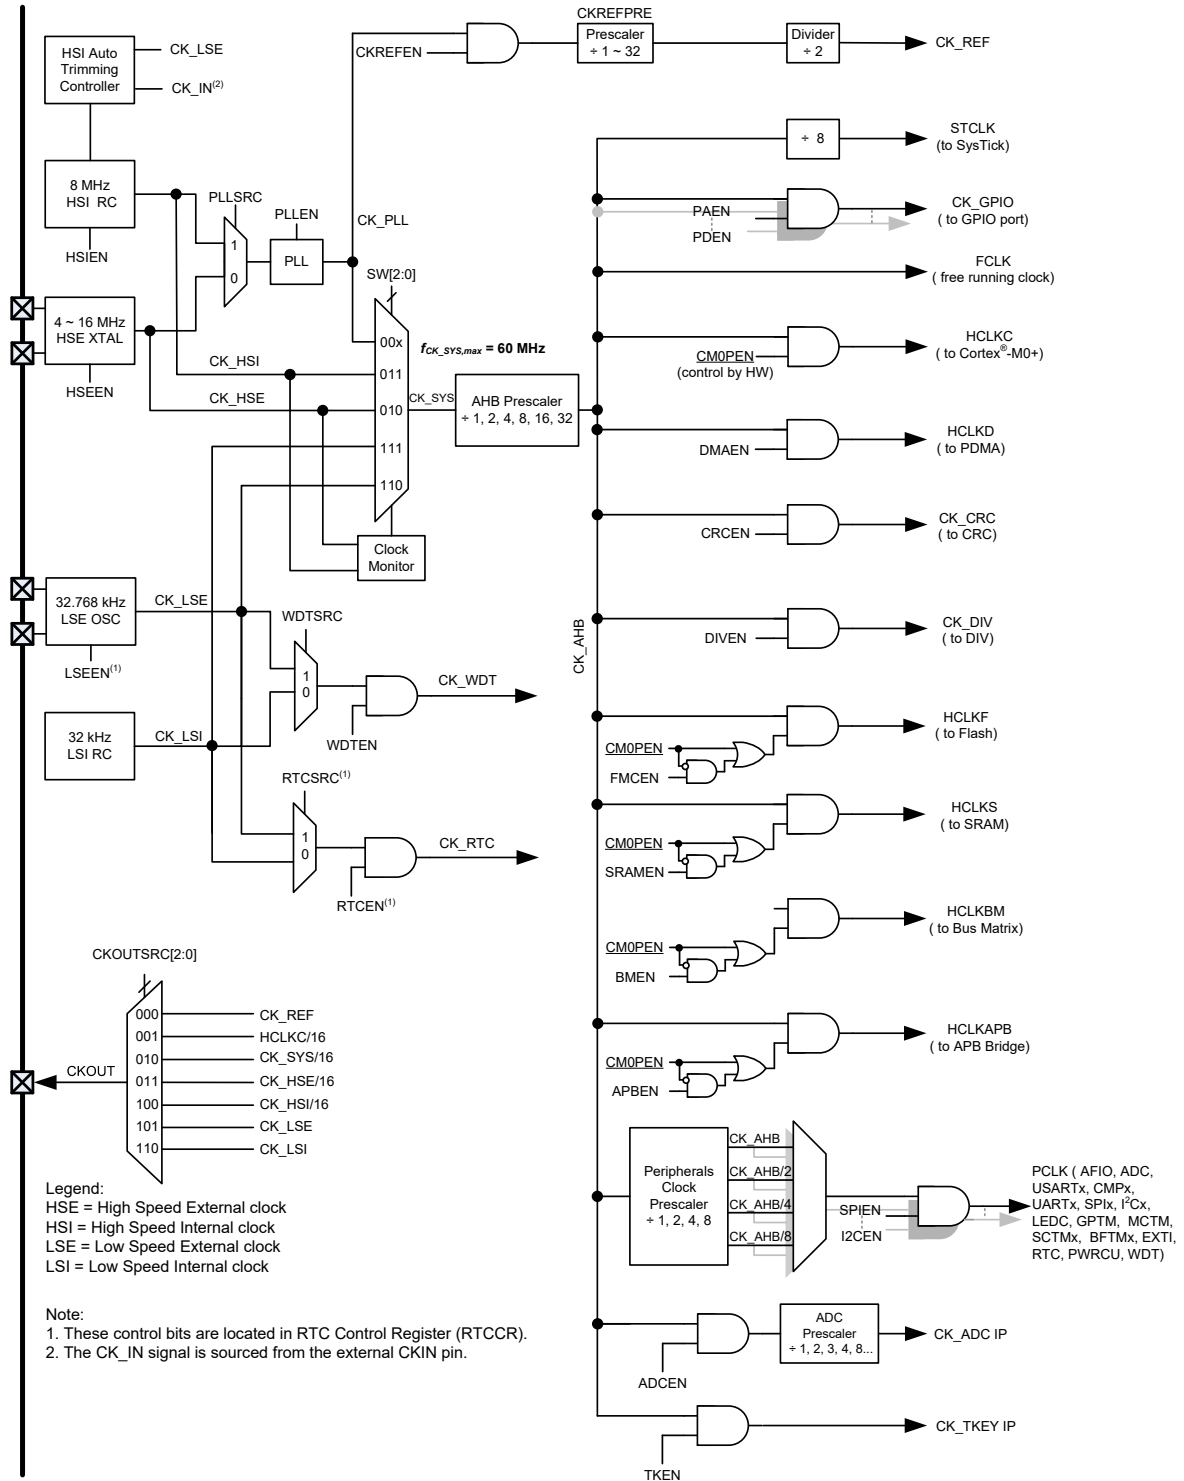 CKREFPRE
HSI Auto
Trimming
Controller
CK_LSE
CK_IN(2)
CKREFEN
Prescaler
÷ 1 ~ 32
Divider
÷ 2
CK_REF
8 MHz
HSI RC
HSIEN
PLLSRC
1
0
PLLEN
PLL
CK_PLL
÷ 8
STCLK
(to SysTick)
PAEN
PDEN
CK_GPIO
( to GPIO port)
FCLK
( free running clock)
4 ~ 16 MHz
HSE XTAL
HSEEN
SW[2:0]
00x
011
010
111
110
fCK_SYS,max = 60 MHz
CK_HSI
CK_HSE
CK_SYS
AHB Prescaler
÷ 1, 2, 4, 8, 16, 32
CM0PEN
(control by HW)
HCLKC
( to Cortex®-M0+)
DMAEN
HCLKD
( to PDMA)
CRCEN
CK_CRC
( to CRC)
Clock
Monitor
32.768 kHz
LSE OSC
LSEEN(1)
CK_LSE
WDTSRC
1
0
CK_WDT
WDTEN
CK_AHB
DIVEN
CK_DIV
( to DIV)
32 kHz
LSI RC
CK_LSI
CM0PEN
FMCEN
HCLKF
( to Flash)
RTCSRC(1)
1
0
CK_RTC
RTCEN(1)
CM0PEN
SRAMEN
HCLKS
( to SRAM)
CM0PEN
BMEN
HCLKBM
( to Bus Matrix)
CM0PEN
APBEN
HCLKAPB
( to APB Bridge)
CKOUTSRC[2:0]
CKOUT
000 CK_REF
001 HCLKC/16
010 CK_SYS/16
011 CK_HSE/16
100 CK_HSI/16
101 CK_LSE
110 CK_LSI
Peripherals
Clock
Prescaler
÷ 1, 2, 4, 8
CK_AHB
CK_AHB/2
CK_AHB/4
CK_AHB/8
SPIEN
I2CEN
PCLK ( AFIO, ADC,
USARTx, CMPx,
UARTx, SPIx, I2Cx,
LEDC, GPTM, MCTM,
SCTMx, BFTMx, EXTI,
RTC, PWRCU, WDT)
Legend:
HSE = High Speed External clock
HSI = High Speed Internal clock
LSE = Low Speed External clock
LSI = Low Speed Internal clock
Note:
1. These control bits are located in RTC Control Register (RTCCR).
2. The CK_IN signal is sourced from the external CKIN pin.
ADCEN
ADC
Prescaler
÷ 1, 2, 3, 4, 8...
CK_ADC IP
TKEN
CK_TKEY IP